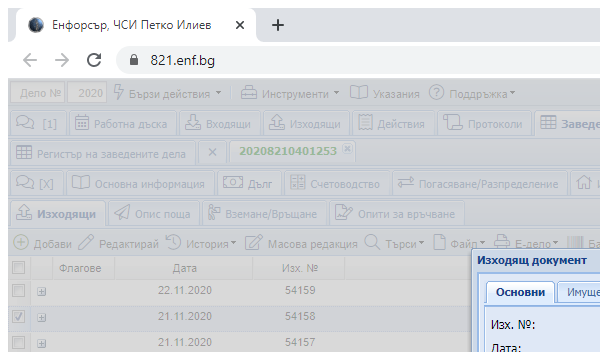 Енфорсър, ЧСИ Петко Илиев
821.enf.bg
Дело № 2020 Бързи действия Инструменти Указания Поддръжка
[1] Работна дъска Входящи Изходящи Действия Протоколи Заведе
Регистър на заведените дела 20208210401253
[X] Основна информация Дълг Счетоводство Погасяване/Разпределение И
Изходящи Опис поща Вземане/Връщане Опити за връчване
Добави Редактирай История Масова редакция Търси Файл Е-дело Ба
Изходящ документ
Флагове Дата Изх. №
Основни Имуще
22.11.2020 54159
21.11.2020 54158
Изх. №:
21.11.2020 54157
Дата: